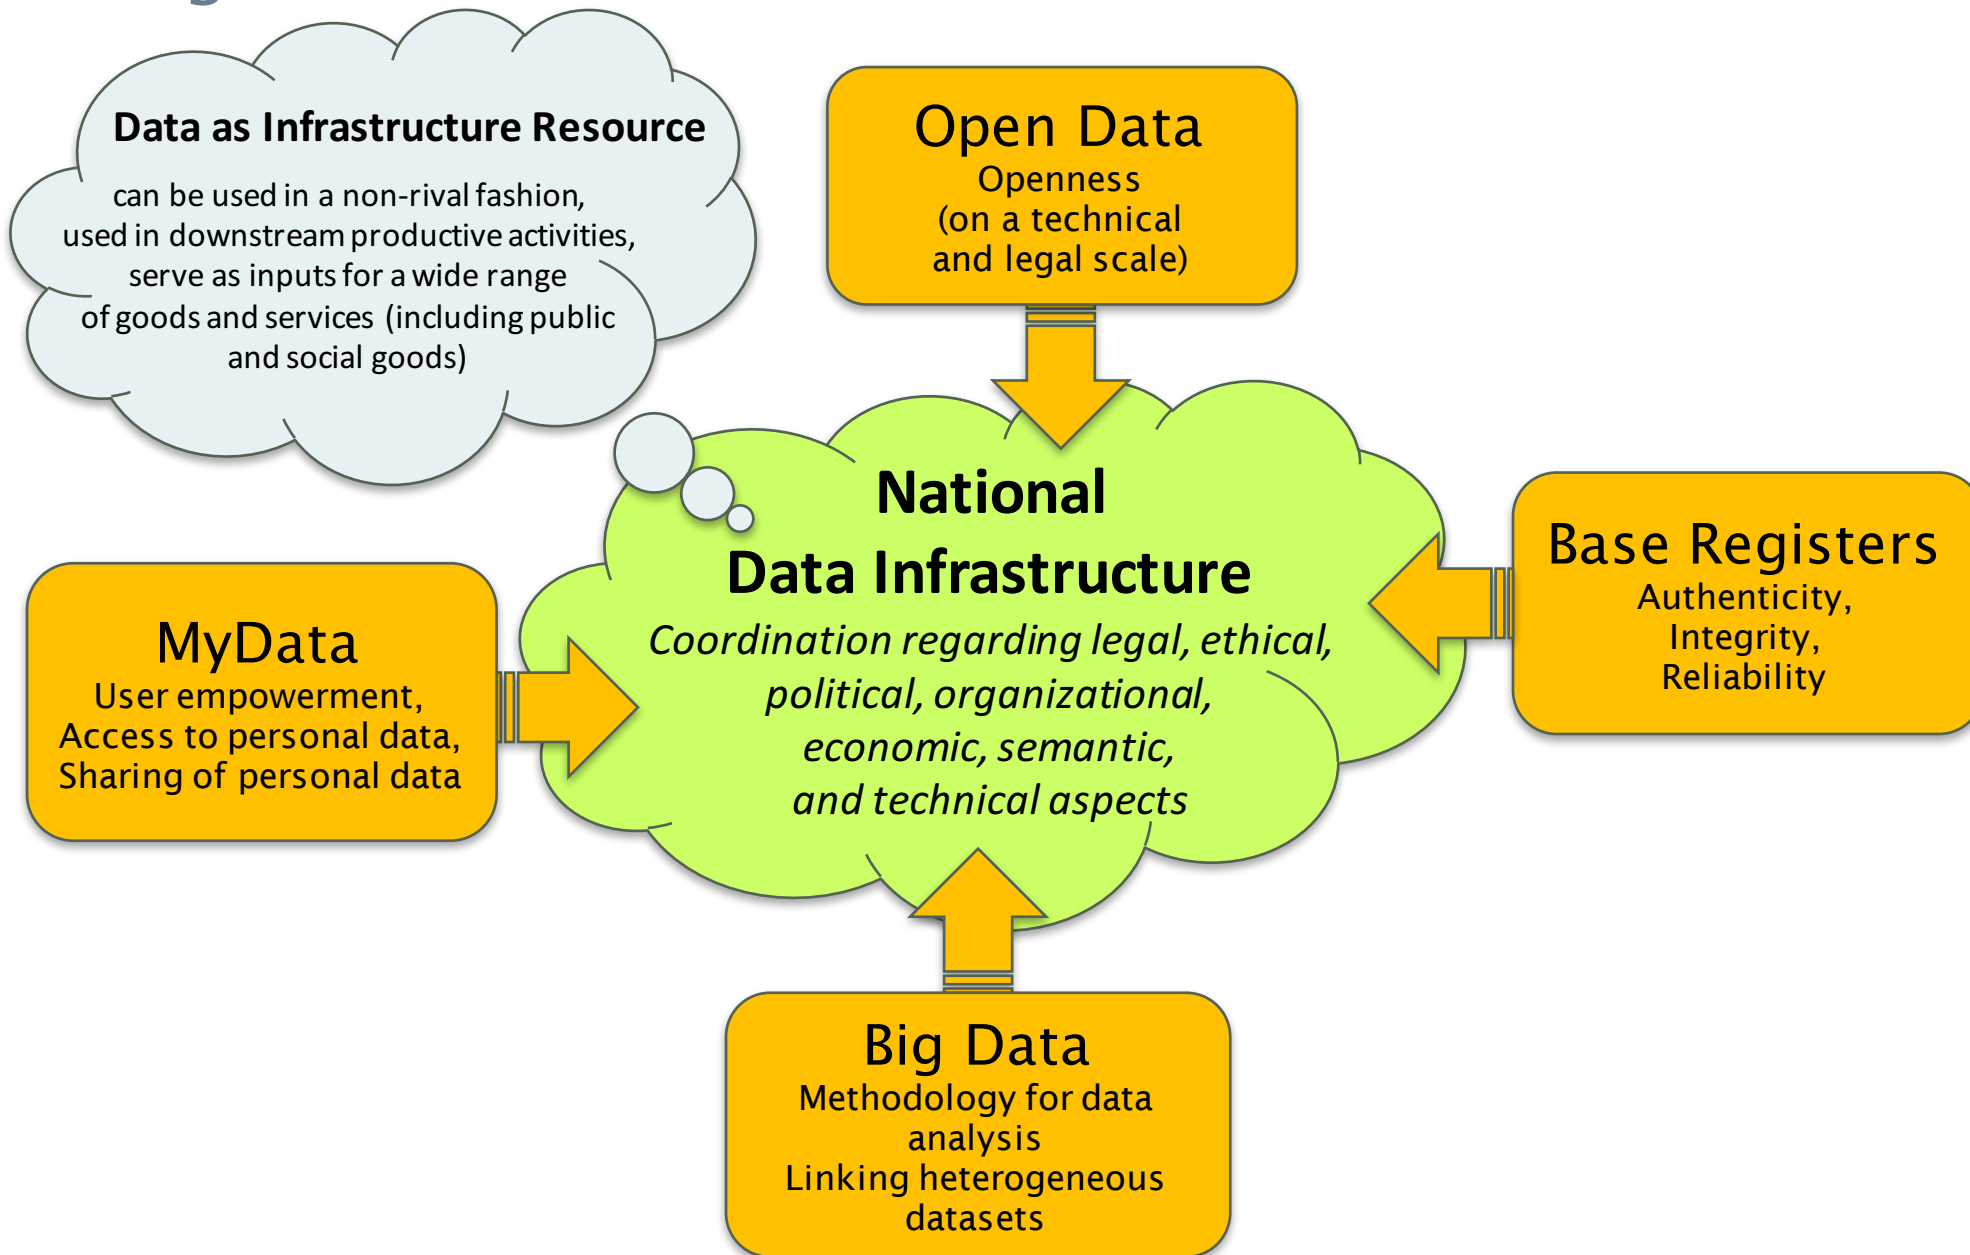 Data as Infrastructure Resource
can be used in a non-rival fashion,
used in downstream productive activities,
serve as inputs for a wide range
of goods and services (including public
and social goods)
Open Data
Openness
(on a technical
and legal scale)
National
Data Infrastructure
Coordination regarding legal, ethical,
political, organizational,
economic, semantic,
and technical aspects
Base Registers
Authenticity,
Integrity,
Reliability
MyData
User empowerment,
Access to personal data,
Sharing of personal data
Big Data
Methodology for data
analysis
Linking heterogeneous
datasets